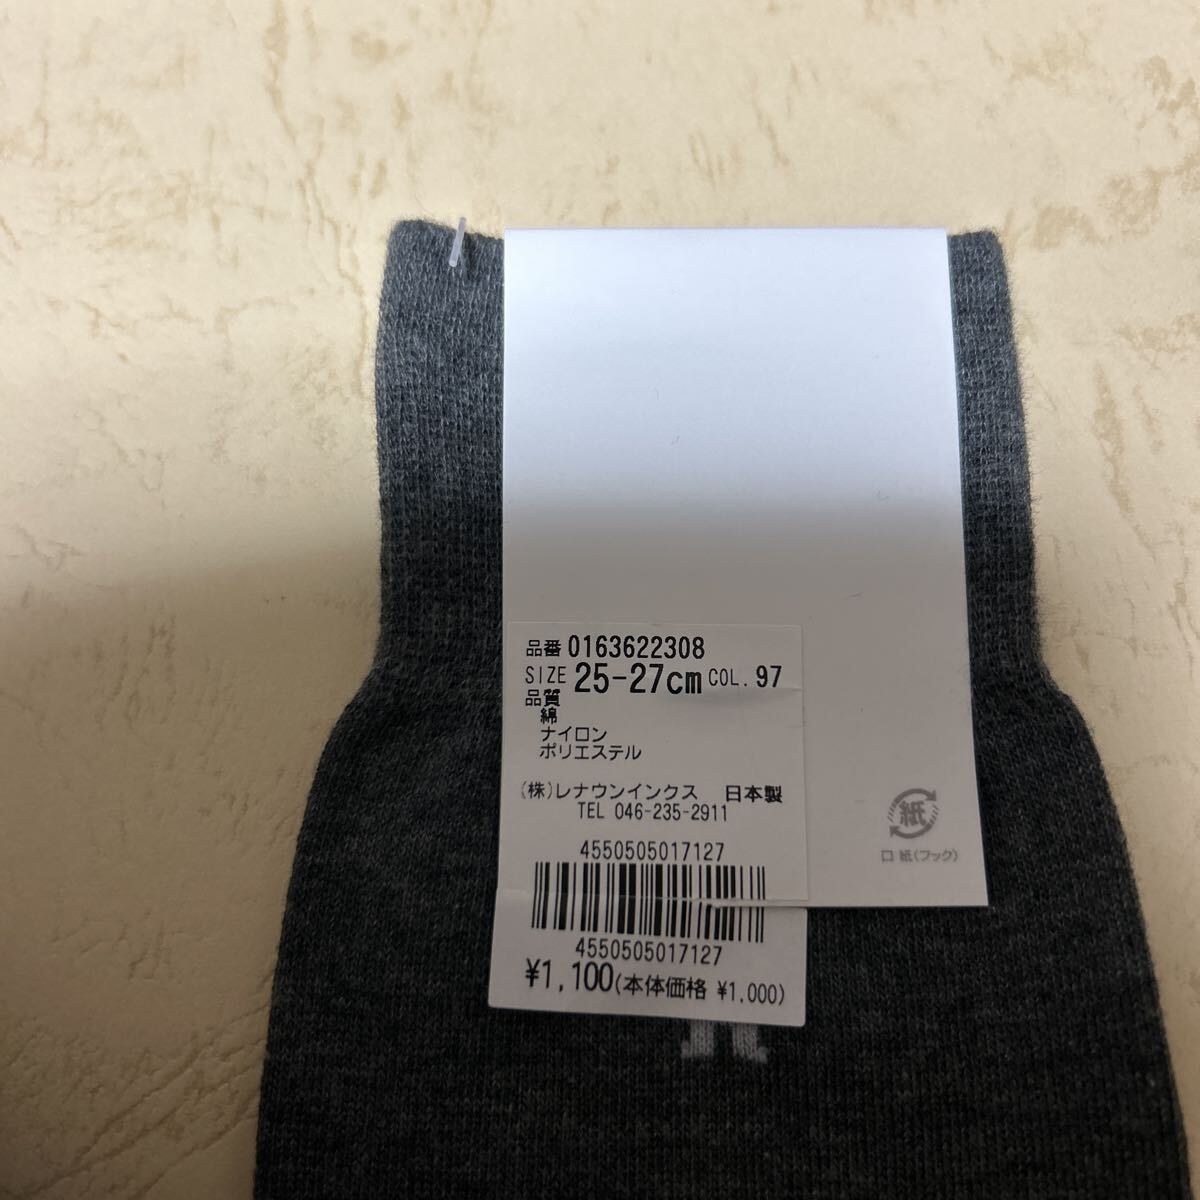 品番 0163622308
SIZE 25-27cm COL. 97
品質
綿
ナイロン
ポリエステル
(株)レナウンインクス 日本製
TEL 046-235-2911
4550505017127
4550505017127
¥1,100(本体価格 ¥1,000)
紙
口 紙(フック)